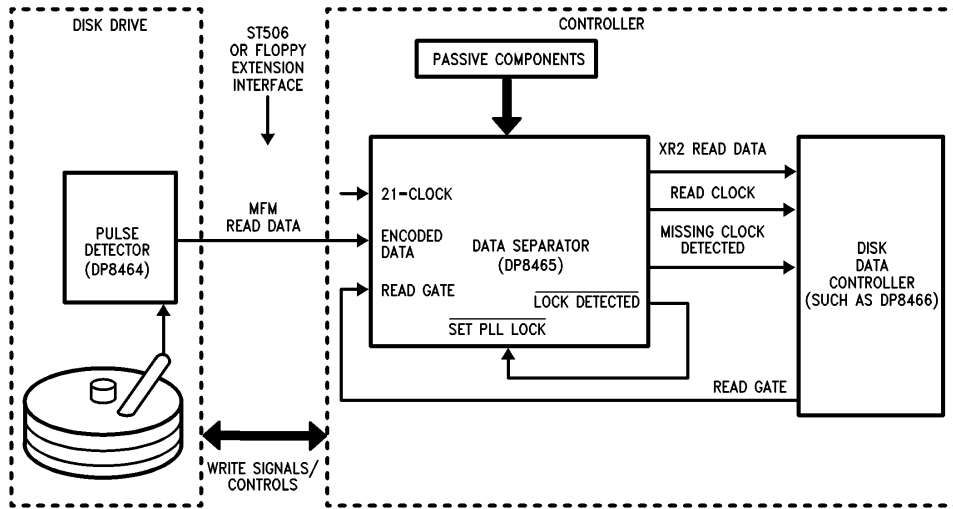 DISK DRIVE
ST506
OR FLOPPY
EXTENSION
INTERFACE
CONTROLLER
PASSIVE COMPONENTS
PULSE
DETECTOR
(DP8464)
MFM
READ DATA
21-CLOCK
ENCODED
DATA
READ GATE
DATA SEPARATOR
(DP8465)
LOCK DETECTED
SET PLL LOCK
XR2 READ DATA
READ CLOCK
MISSING CLOCK
DETECTED
READ GATE
DISK
DATA
CONTROLLER
(SUCH AS DP8466)
WRITE SIGNALS/
CONTROLS